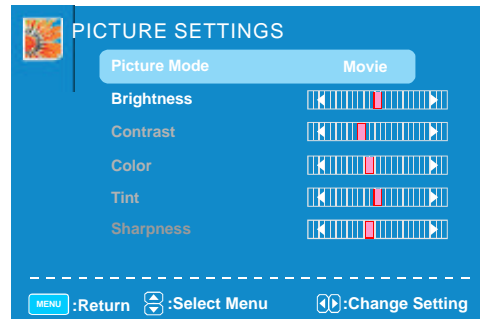 PICTURE SETTINGS
Picture Mode Movie
Brightness
Contrast
Color
Tint
Sharpness
MENU :Return :Select Menu :Change Setting